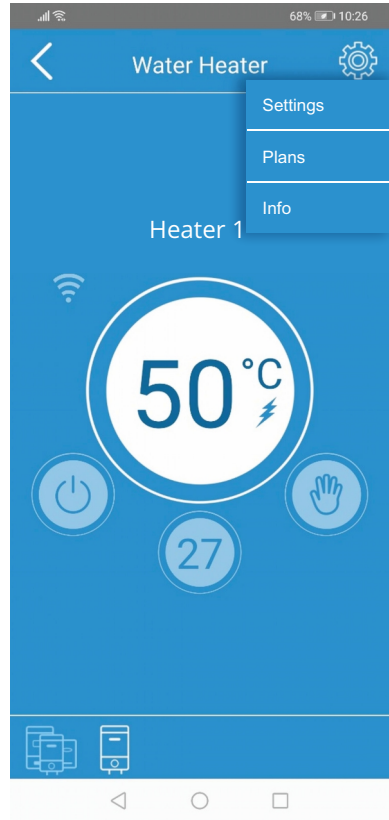 68% 10:26
Water Heater
Settings
Plans
Info
Heater 1
50°C
27